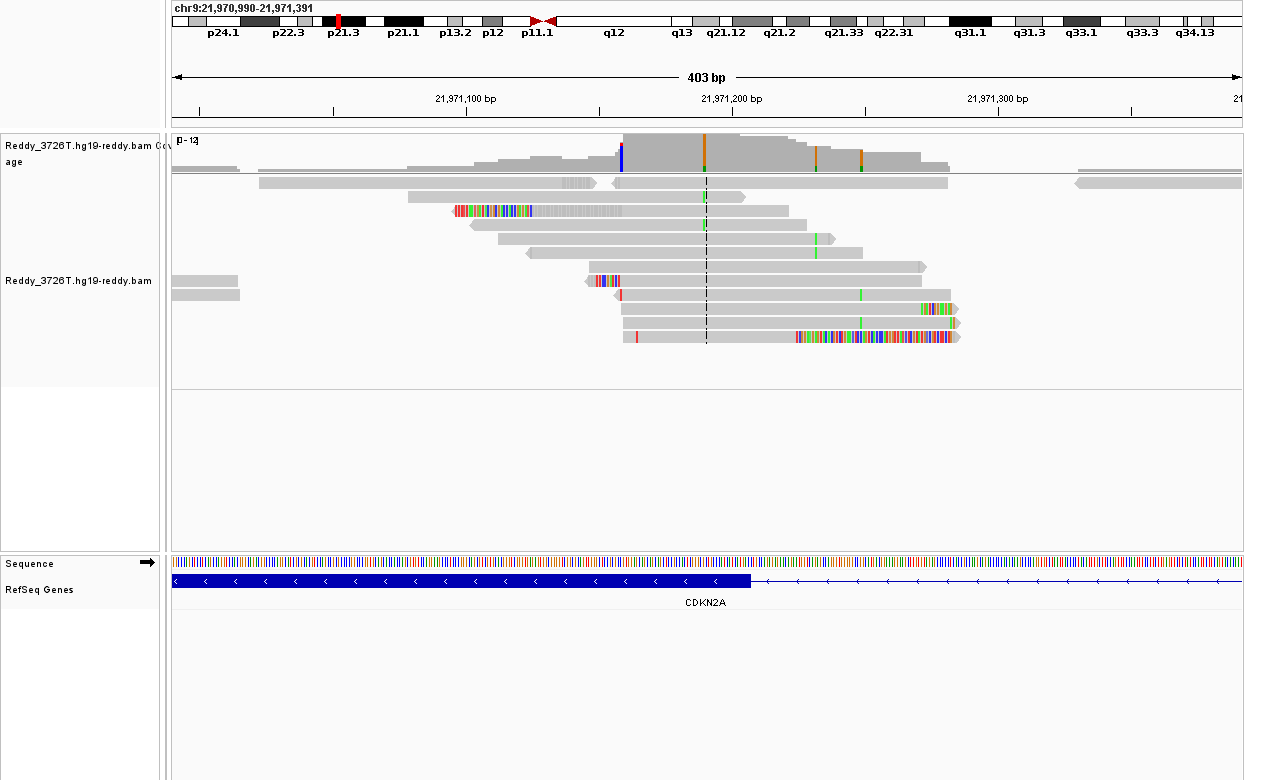 chr9:21,970,990-21,971,391
p24.1 p22.3 p21.3 p21.1 p13.2 p12 p11.1 q12 q13 q21.12 q21.2 q21.33 q22.31 q31.1 q31.3 q33.1 q33.3 q34.13
403 bp
21,971,100 bp 21,971,200 bp 21,971,300 bp 21
[0 - 12]
Reddy_3726T.hg19-reddy.bam Cov
age
Reddy_3726T.hg19-reddy.bam
Sequence
RefSeq Genes
CDKN2A